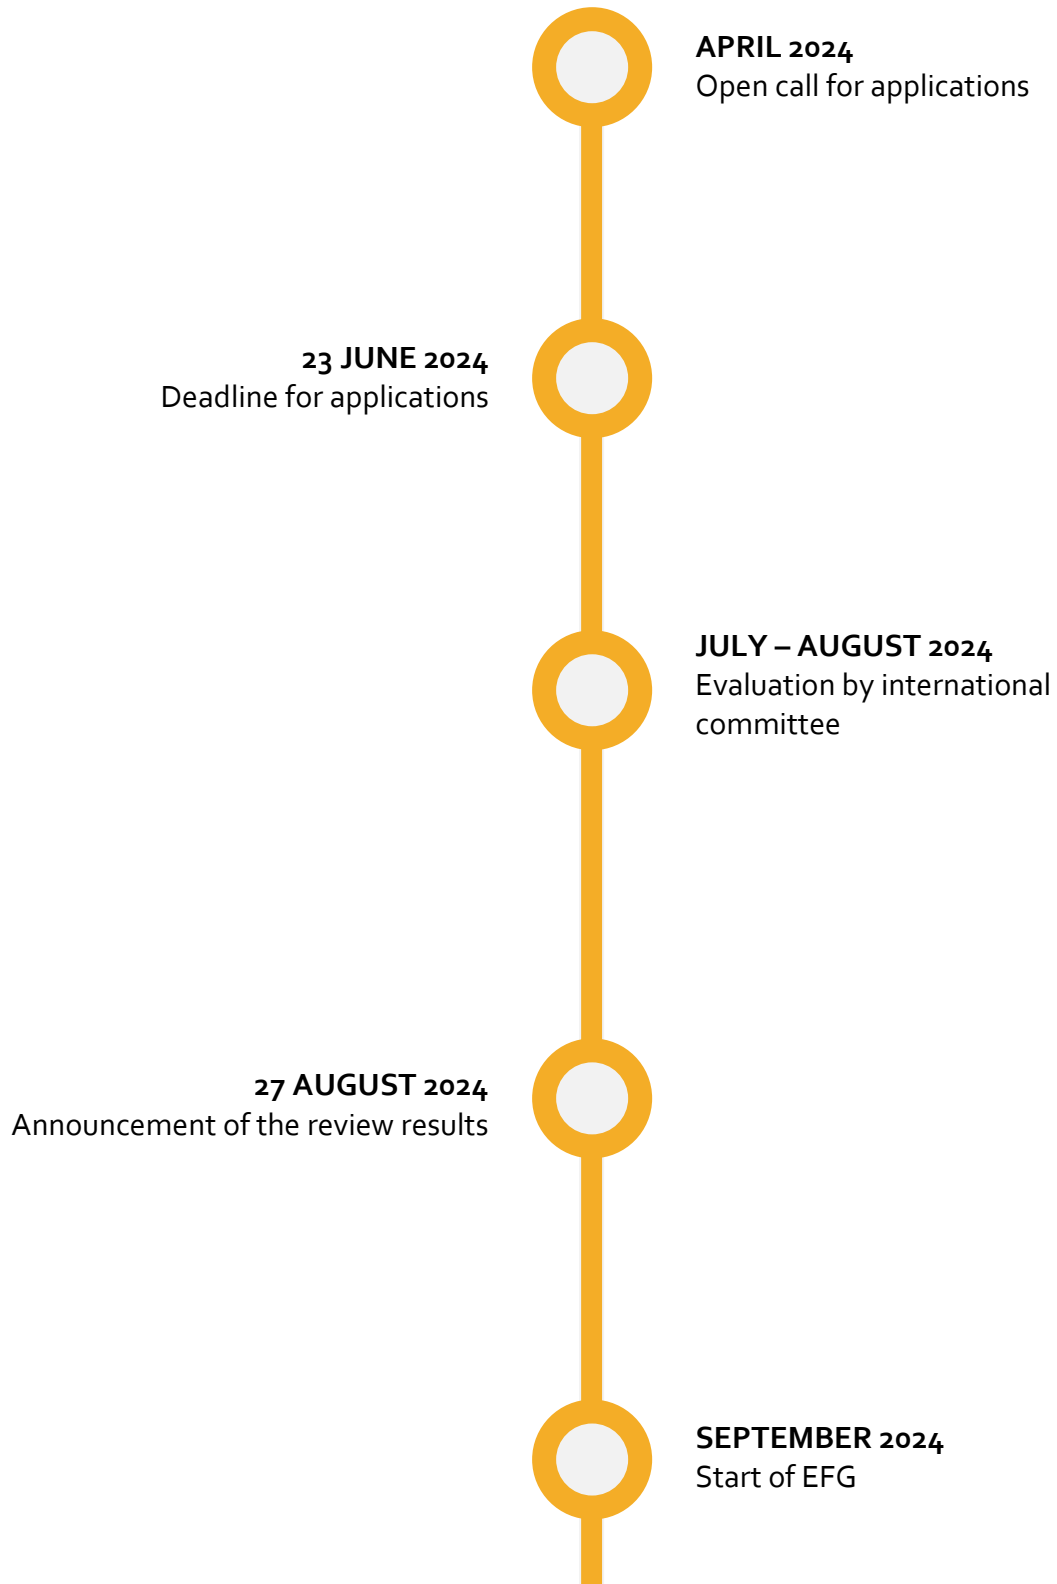 APRIL 2024
Open call for applications
23 JUNE 2024
Deadline for applications
JULY – AUGUST 2024
Evaluation by international
committee
27 AUGUST 2024
Announcement of the review results
SEPTEMBER 2024
Start of EFG